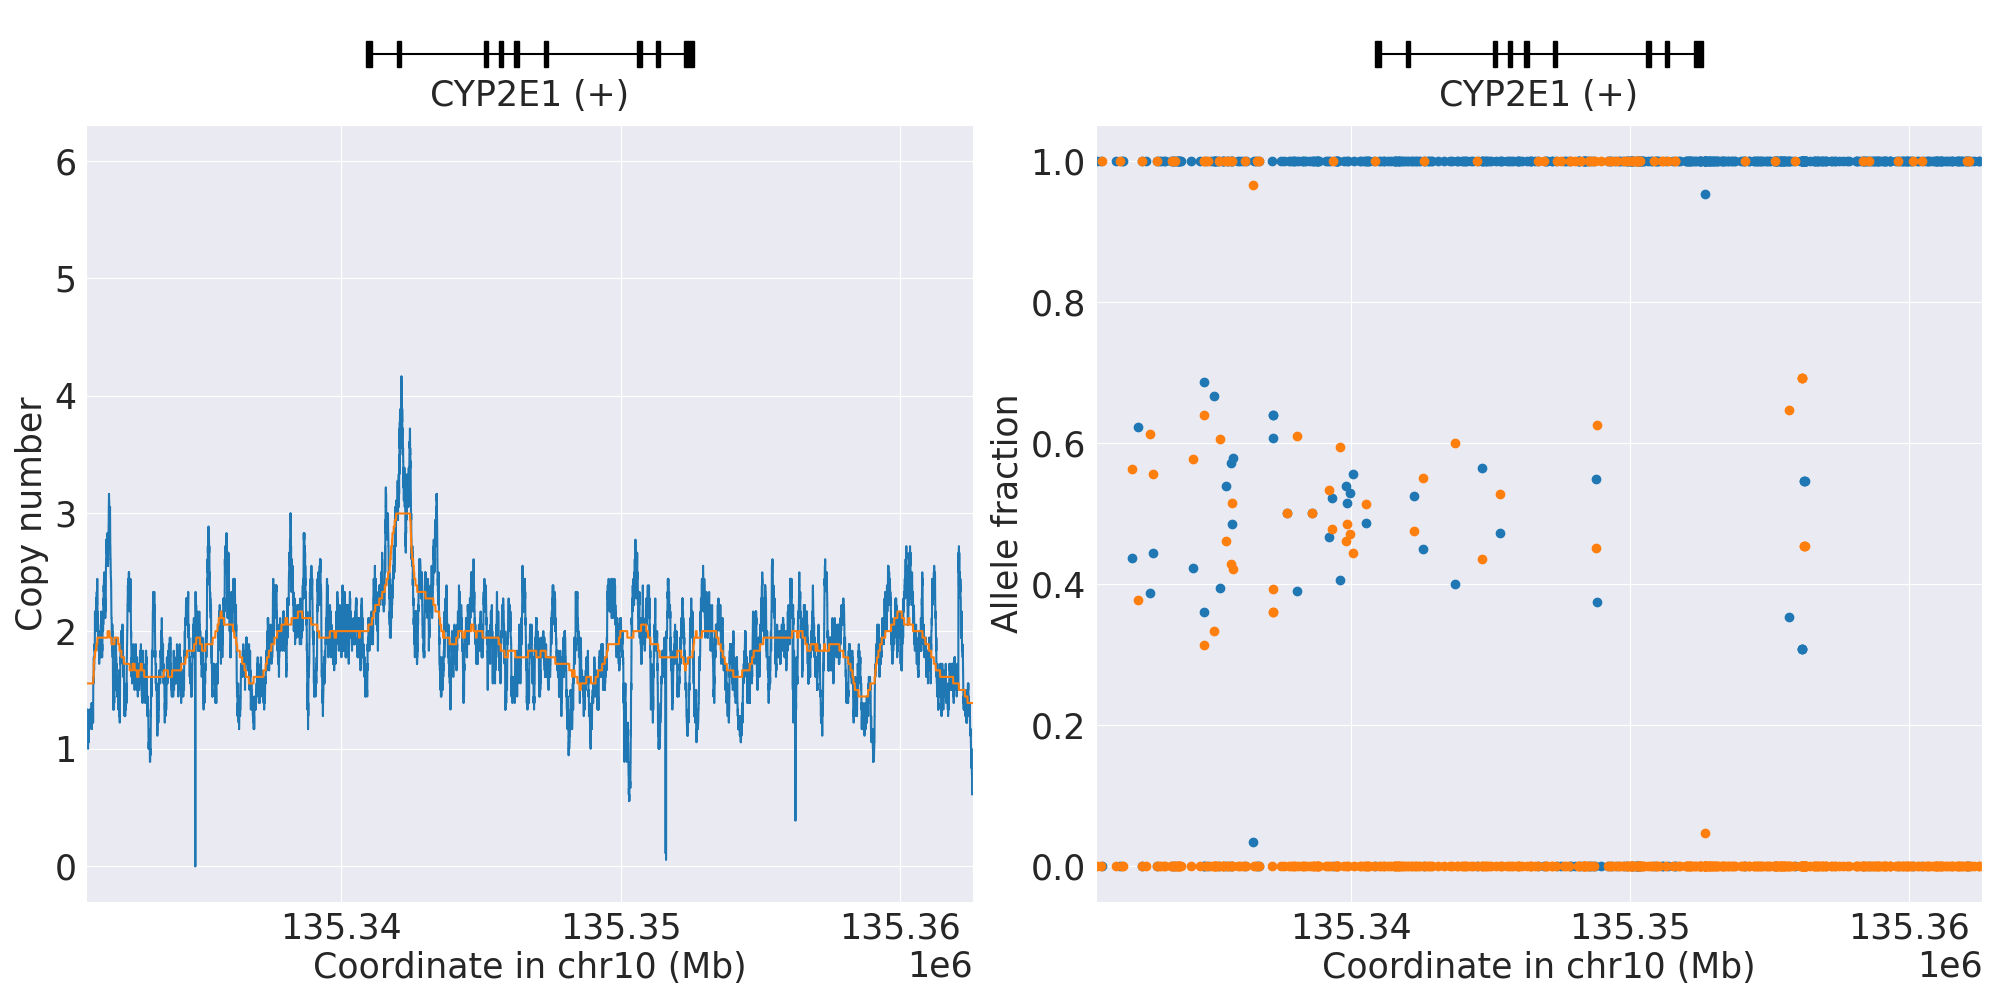 CYP2E1 (+)
6
5
4
3
2
1
0
Copy number
135.34 135.35 135.36
Coordinate in chr10 (Mb)
1e6
CYP2E1 (+)
1.0
0.8
0.6
0.4
0.2
0.0
Allele fraction
135.34 135.35 135.36
Coordinate in chr10 (Mb)
1e6